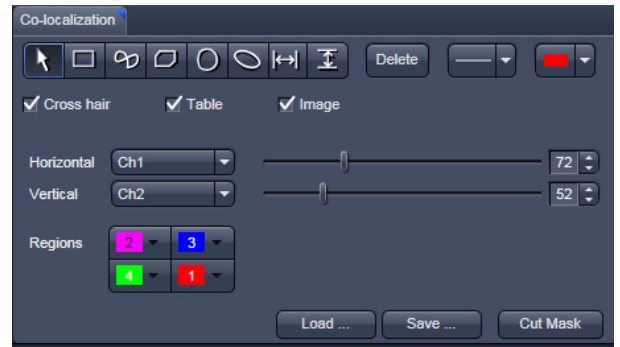 Co-localization
Delete
Cross hair Table Image
Horizontal Ch1 72
Vertical Ch2 52
Regions 2 3
4 1
Load ... Save ... Cut Mask